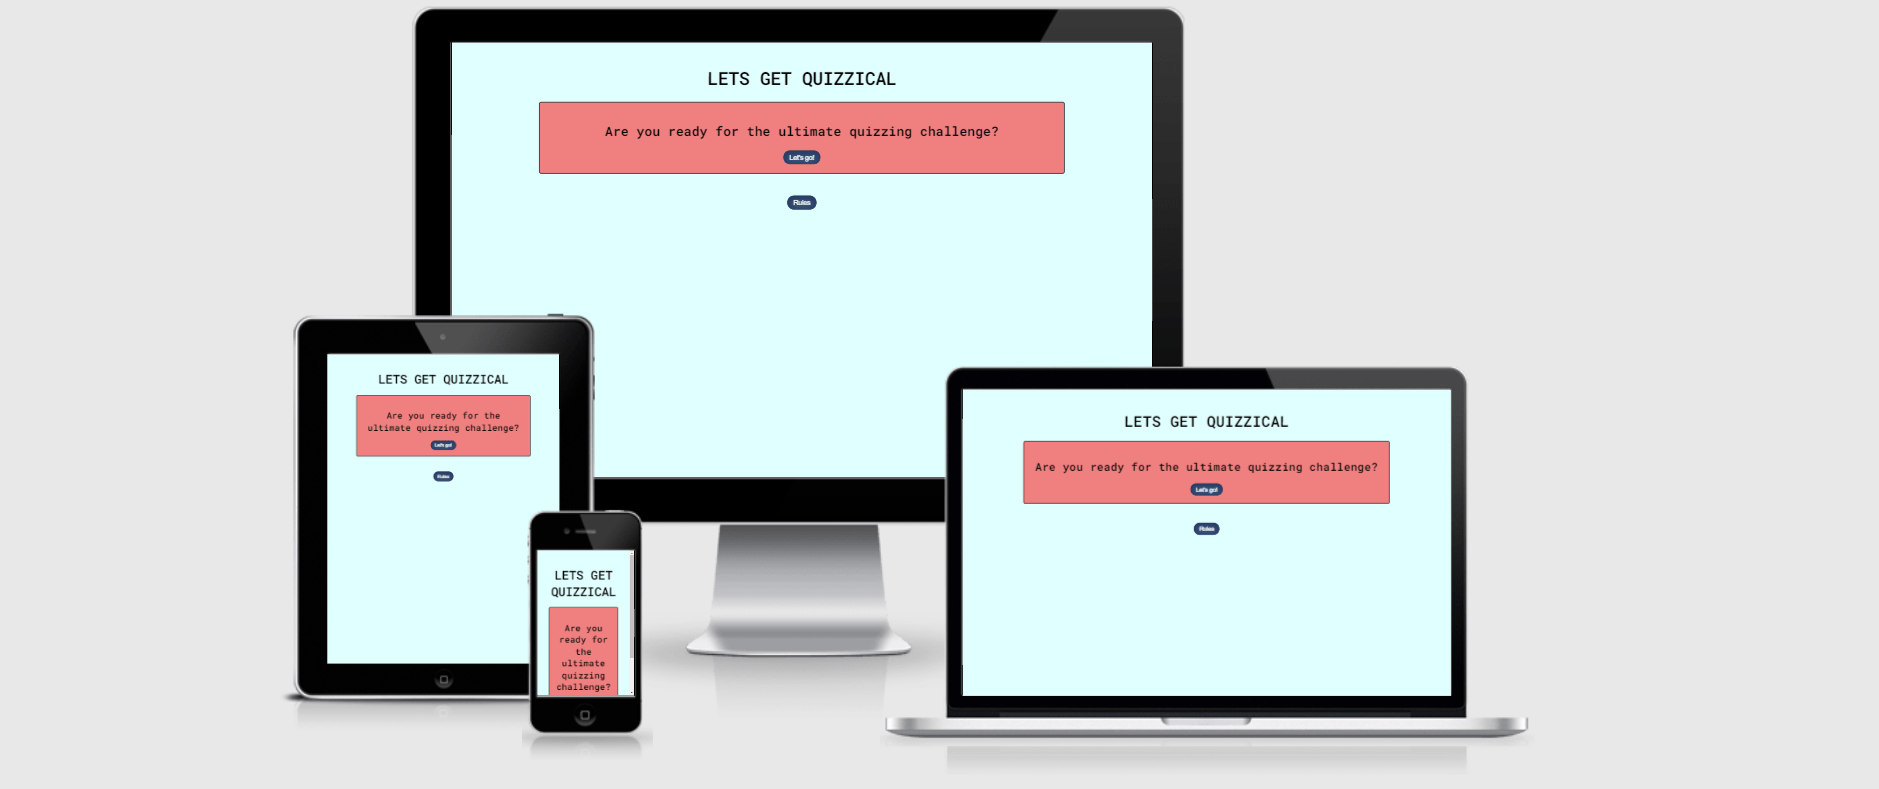 LETS GET QUIZZICAL
Are you ready for the ultimate quizzing challenge?
Let's go!
Rules
LETS GET QUIZZICAL
Are you ready for the
ultimate quizzing challenge?
Let's go!
Rules
LETS GET
QUIZZICAL
Are you
ready for
the
ultimate
quizzing
challenge?
LETS GET QUIZZICAL
Are you ready for the ultimate quizzing challenge?
Let's go!
Rules